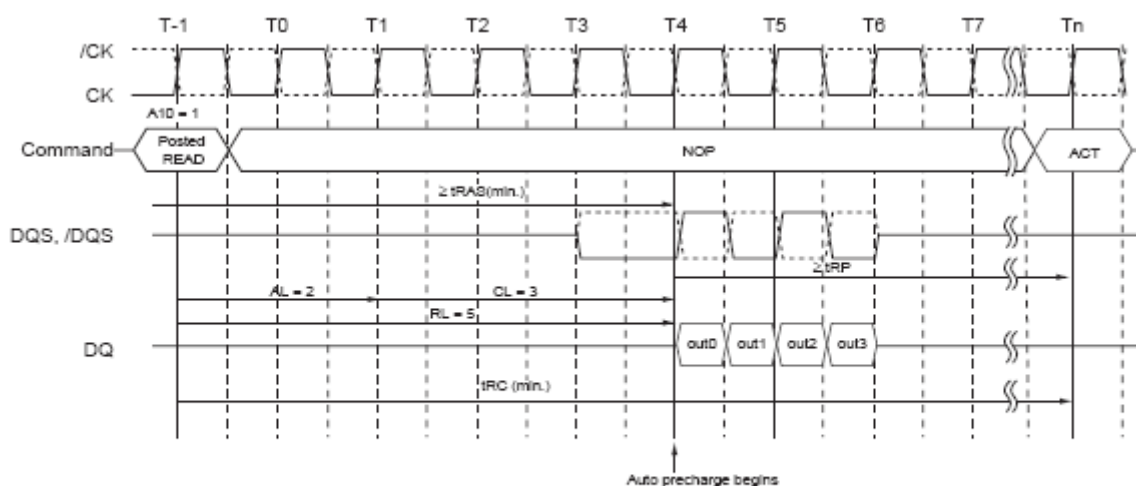 T-1 T0 T1 T2 T3 T4 T5 T6 T7 Tn
/CK
CK
A10 = 1
Command
Posted READ
NOP
ACT
≥ tRAS(min.)
DQS, /DQS
≥ tRP
AL = 2
CL = 3
RL = 5
DQ
out0 out1 out2 out3
tRC (min.)
Auto precharge begins